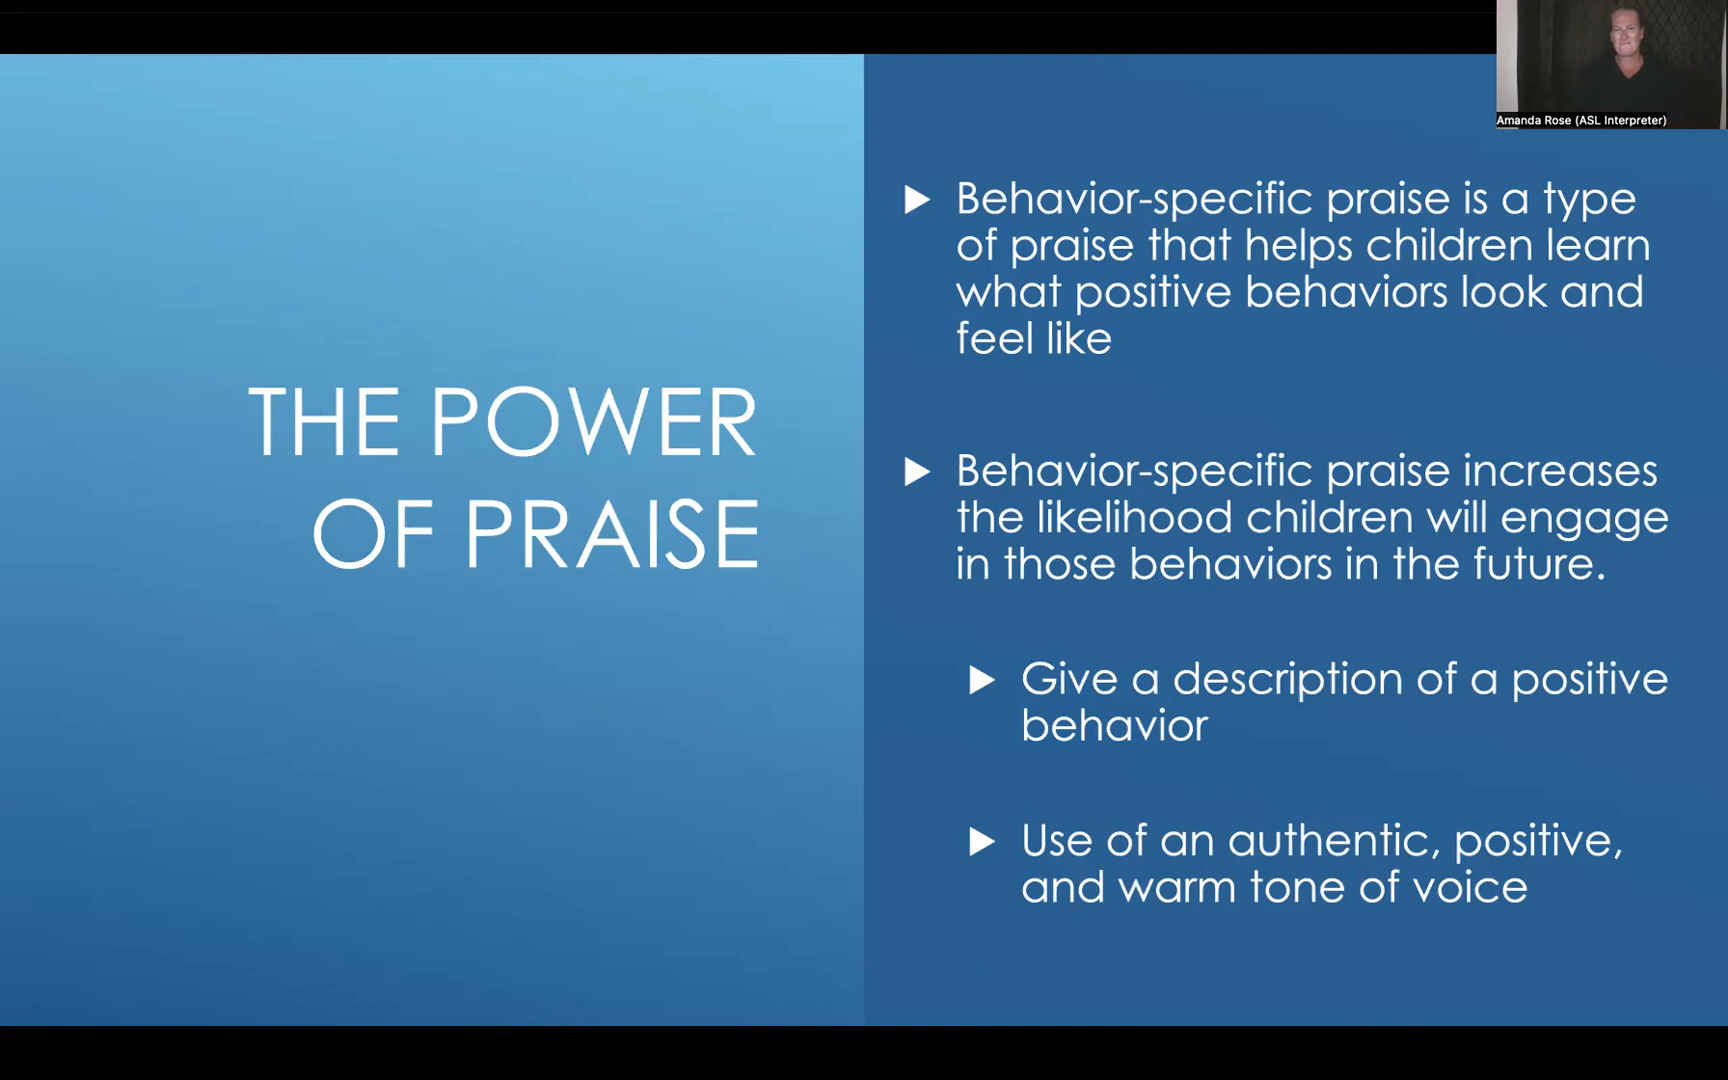 Amanda Rose (ASL Interpreter)
THE POWER
OF PRAISE
Behavior-specific praise is a type
of praise that helps children learn
what positive behaviors look and
feel like
Behavior-specific praise increases
the likelihood children will engage
in those behaviors in the future.
Give a description of a positive
behavior
Use of an authentic, positive,
and warm tone of voice